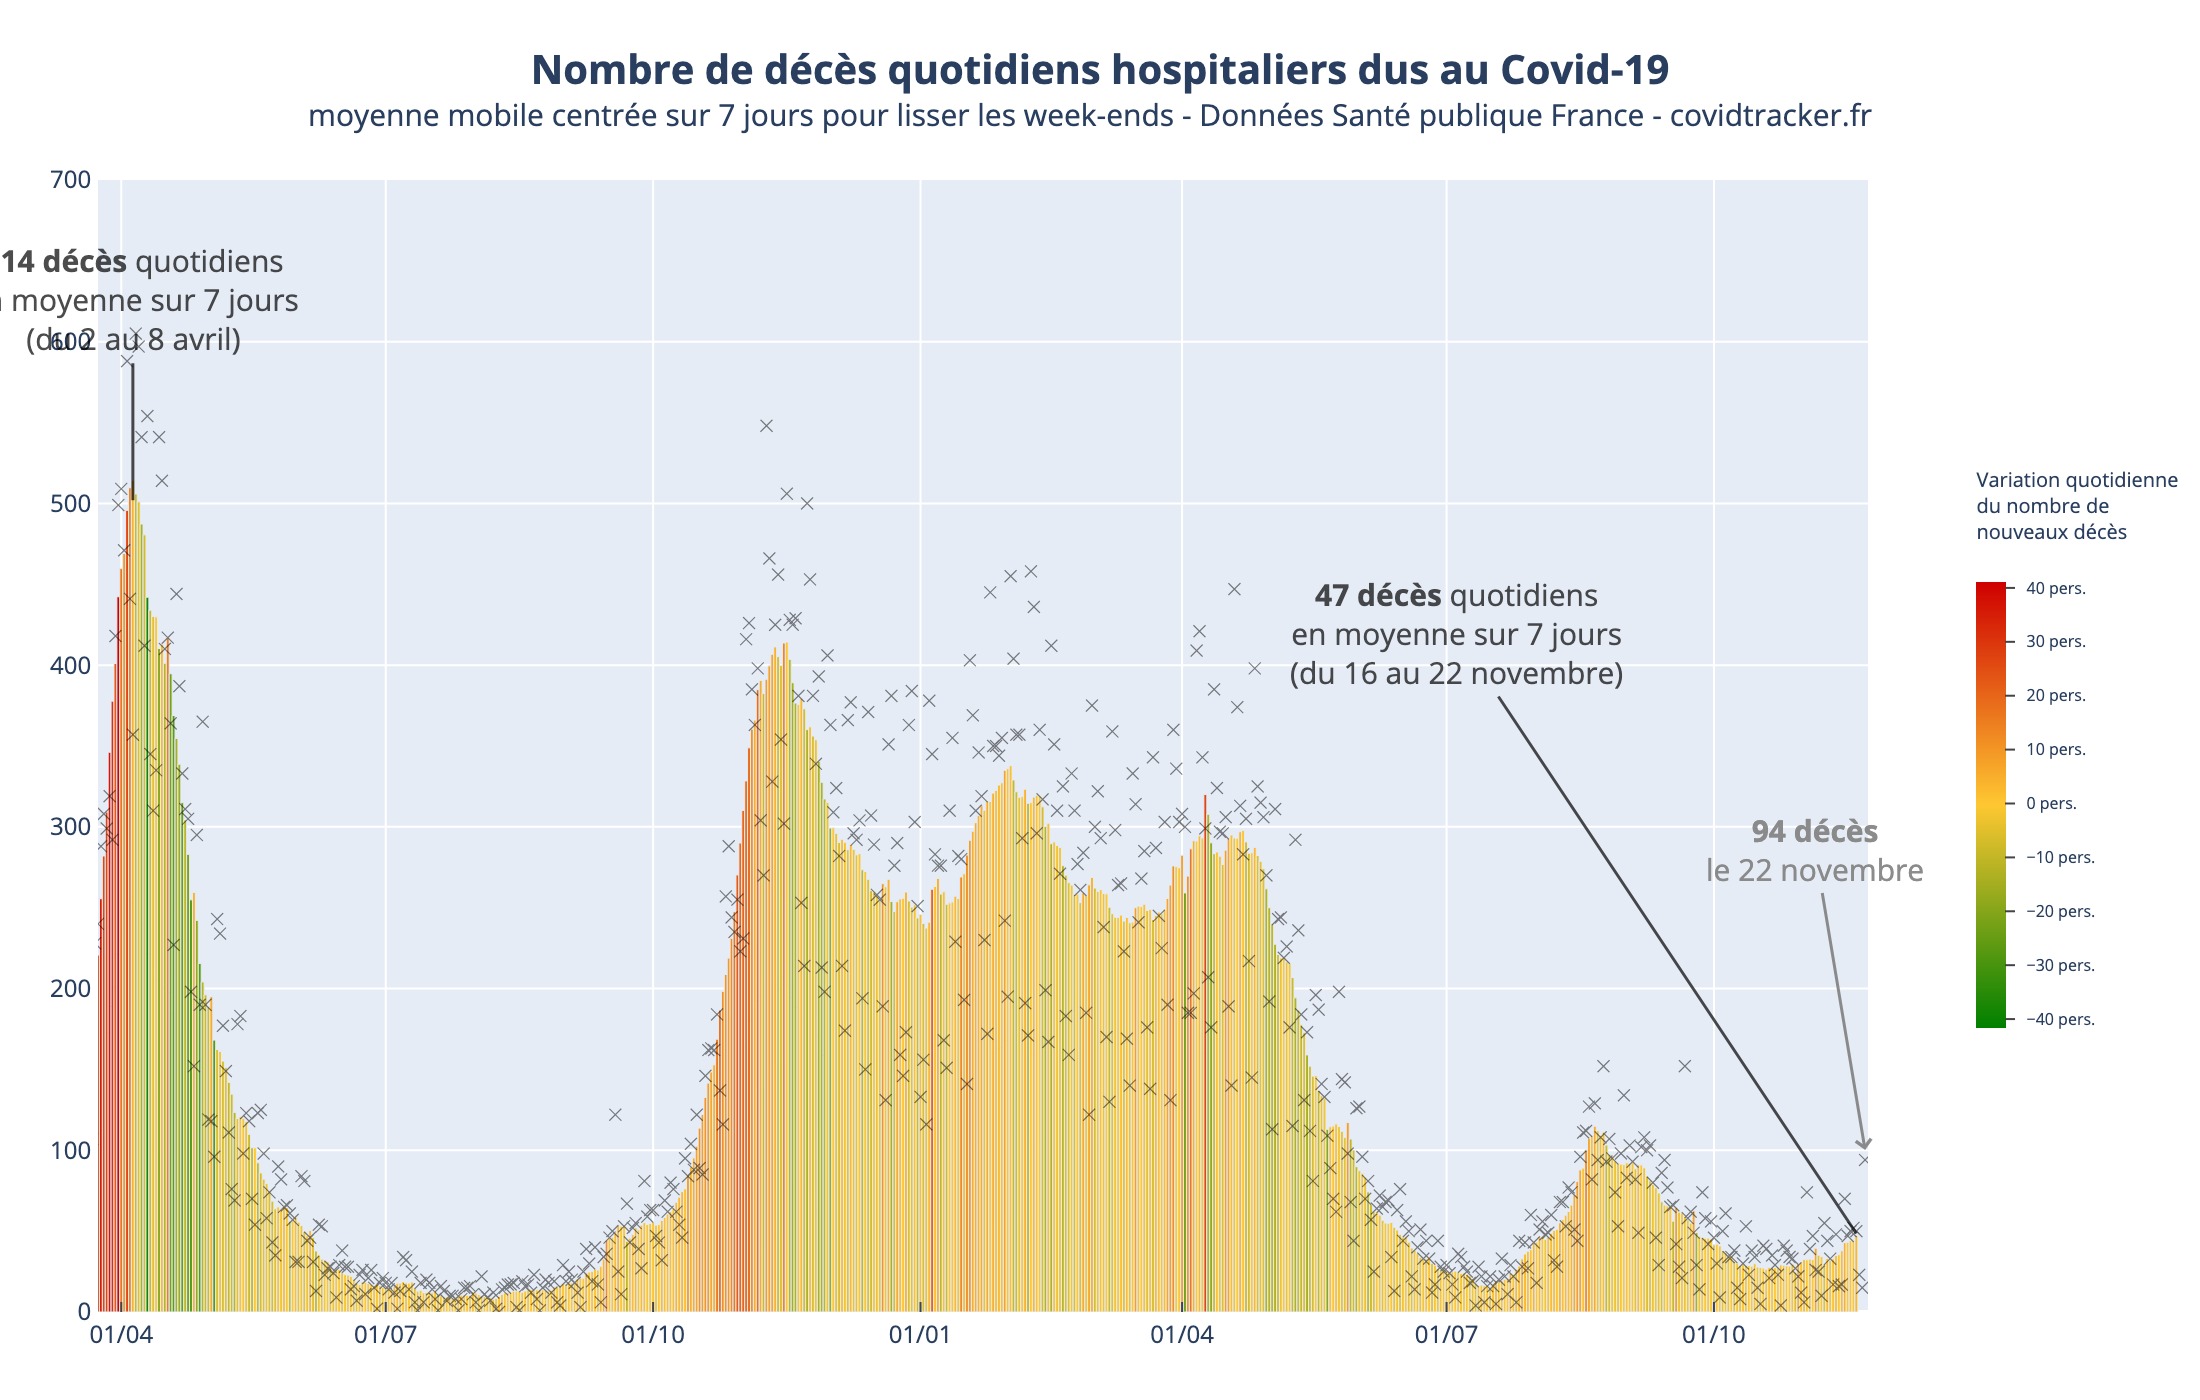 Nombre de décès quotidiens hospitaliers dus au Covid-19
moyenne mobile centrée sur 7 jours pour lisser les week-ends - Données Santé publique France - covidtracker.fr
700
600
500
400
300
200
100
0
14 décès quotidiens
moyenne sur 7 jours
(du 2 au 8 avril)
47 décès quotidiens
en moyenne sur 7 jours
(du 16 au 22 novembre)
94 décès
le 22 novembre
01/04
01/07
01/10
01/01
01/04
01/07
01/10
Variation quotidienne
du nombre de
nouveaux décès
40 pers.
30 pers.
20 pers.
10 pers.
0 pers.
−10 pers.
−20 pers.
−30 pers.
−40 pers.